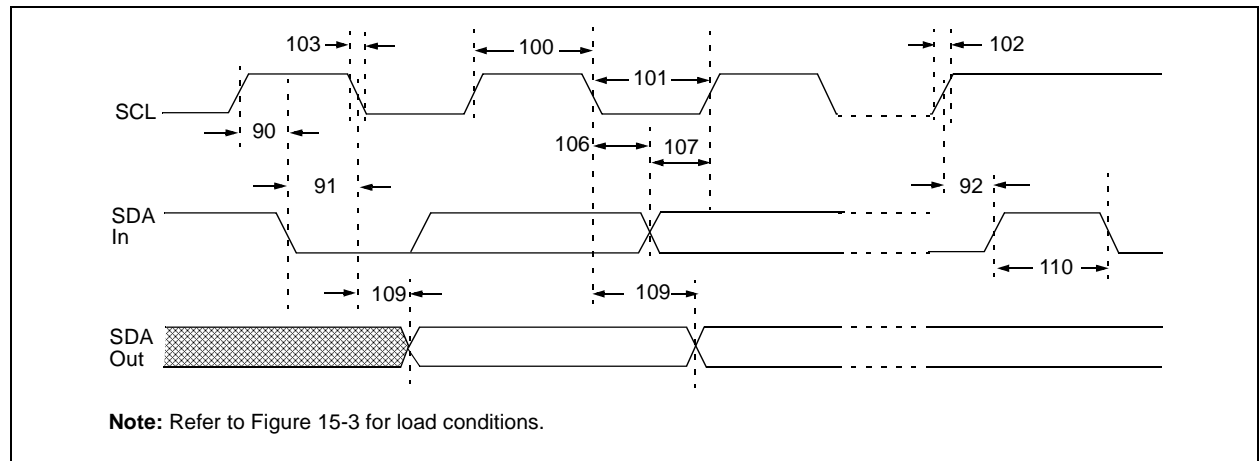 103
100
102
101
SCL
90
106
107
91
92
SDA
In
110
109
109
SDA
Out
Note: Refer to Figure 15-3 for load conditions.